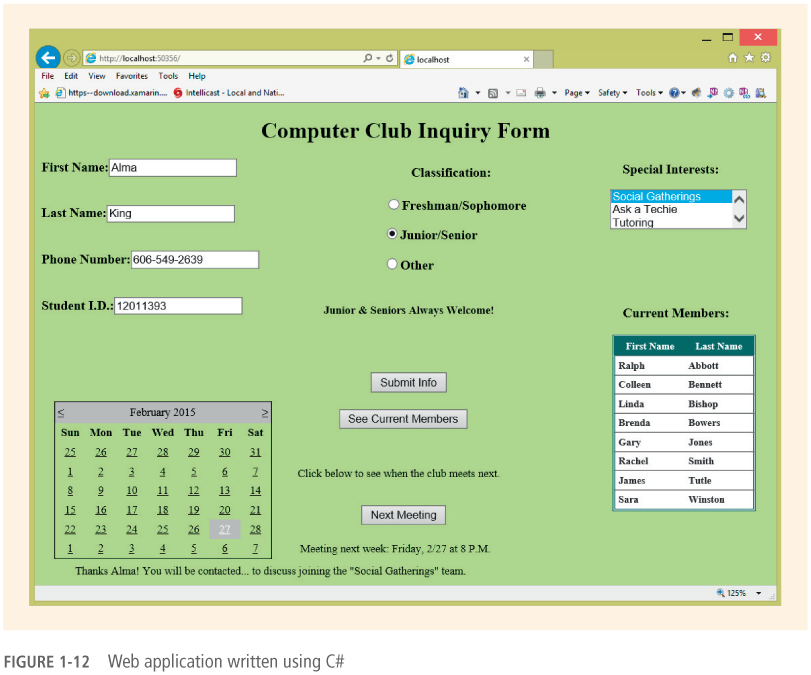 http://localhost:50356/
localhost
File Edit View Favorites Tools Help
https--download.xamarin.... Intellicast - Local and Nati...
Page Safety Tools
Computer Club Inquiry Form
First Name: Alma
Last Name: King
Phone Number: 606-549-2639
Student I.D.: 12011393
Classification:
Freshman/Sophomore
Junior/Senior
Other
Junior & Seniors Always Welcome!
Special Interests:
Social Gatherings
Ask a Techie
Tutoring
Current Members:
First Name Last Name
Ralph Abbott
Colleen Bennett
Linda Bishop
Brenda Bowers
Gary Jones
Rachel Smith
James Tutle
Sara Winston
Submit Info
See Current Members
Click below to see when the club meets next.
Next Meeting
Meeting next week: Friday, 2/27 at 8 P.M.
< February 2015 >
Sun Mon Tue Wed Thu Fri Sat
25 26 27 28 29 30 31
1 2 3 4 5 6 7
8 9 10 11 12 13 14
15 16 17 18 19 20 21
22 23 24 25 26 27 28
1 2 3 4 5 6 7
Thanks Alma! You will be contacted... to discuss joining the "Social Gatherings" team.
125%
FIGURE 1-12 Web application written using C#